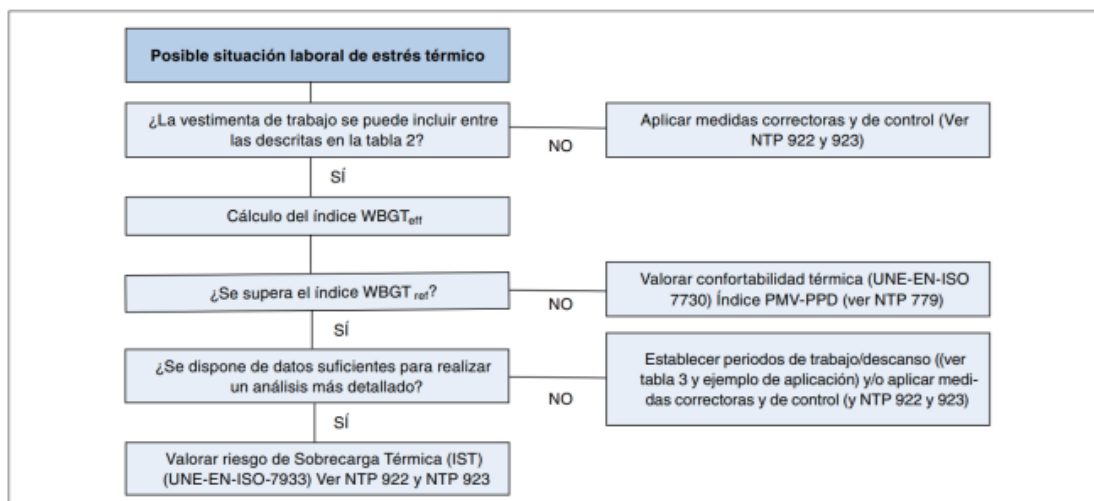 Posible situación laboral de estrés térmico
¿La vestimenta de trabajo se puede incluir entre
las descritas en la tabla 2?
NO
Aplicar medidas correctoras y de control (Ver
NTP 922 y 923)
SÍ
Cálculo del índice WBGTeff
¿Se supera el índice WBGT ref?
NO
Valorar confortabilidad térmica (UNE-EN-ISO
7730) Índice PMV-PPD (ver NTP 779)
SÍ
¿Se dispone de datos suficientes para realizar
un análisis más detallado?
NO
Establecer periodos de trabajo/descanso ((ver
tabla 3 y ejemplo de aplicación) y/o aplicar medi-
das correctoras y de control (y NTP 922 y 923)
SÍ
Valorar riesgo de Sobrecarga Térmica (IST)
(UNE-EN-ISO-7933) Ver NTP 922 y NTP 923